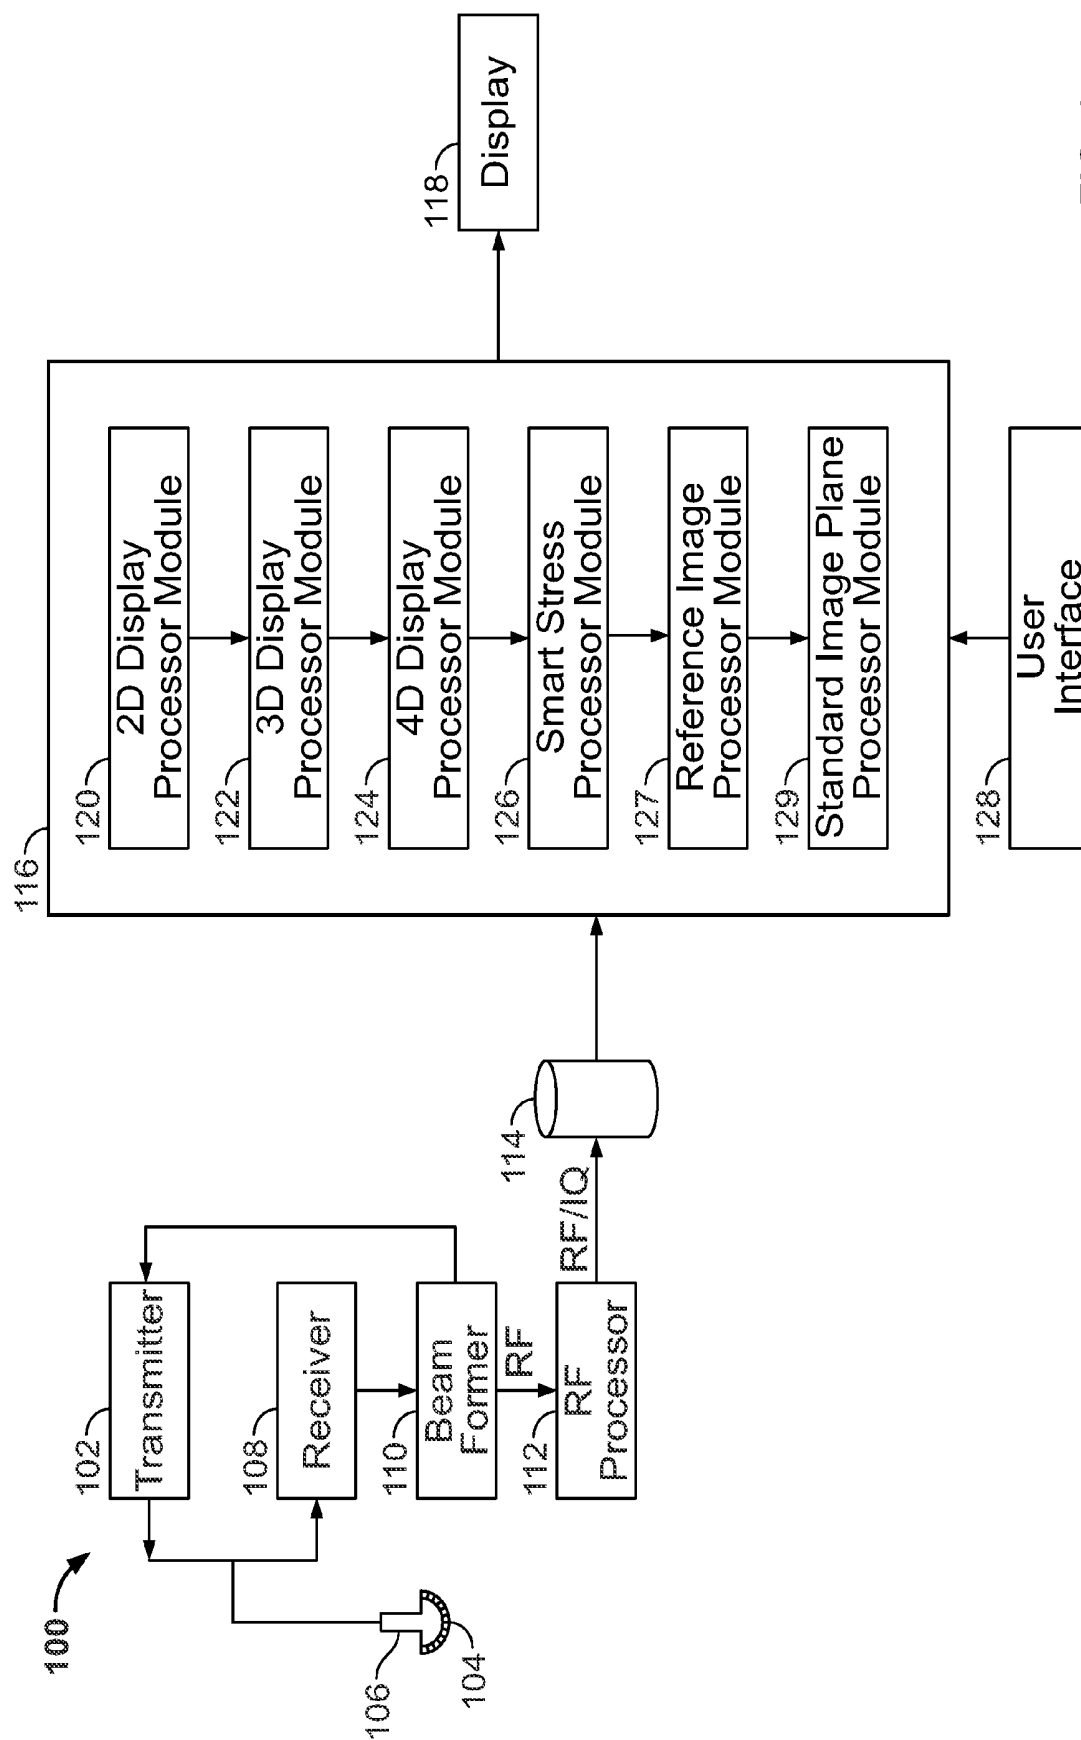 100
102
Transmitter
108
Receiver
110
Beam
Former
RF
112
RF
Processor
RF/IQ
106
104
114
116
120
2D Display
Processor Module
122
3D Display
Processor Module
124
4D Display
Processor Module
126
Smart Stress
Processor Module
127
Reference Image
Processor Module
129
Standard Image Plane
Processor Module
128
User
Interface
118
Display